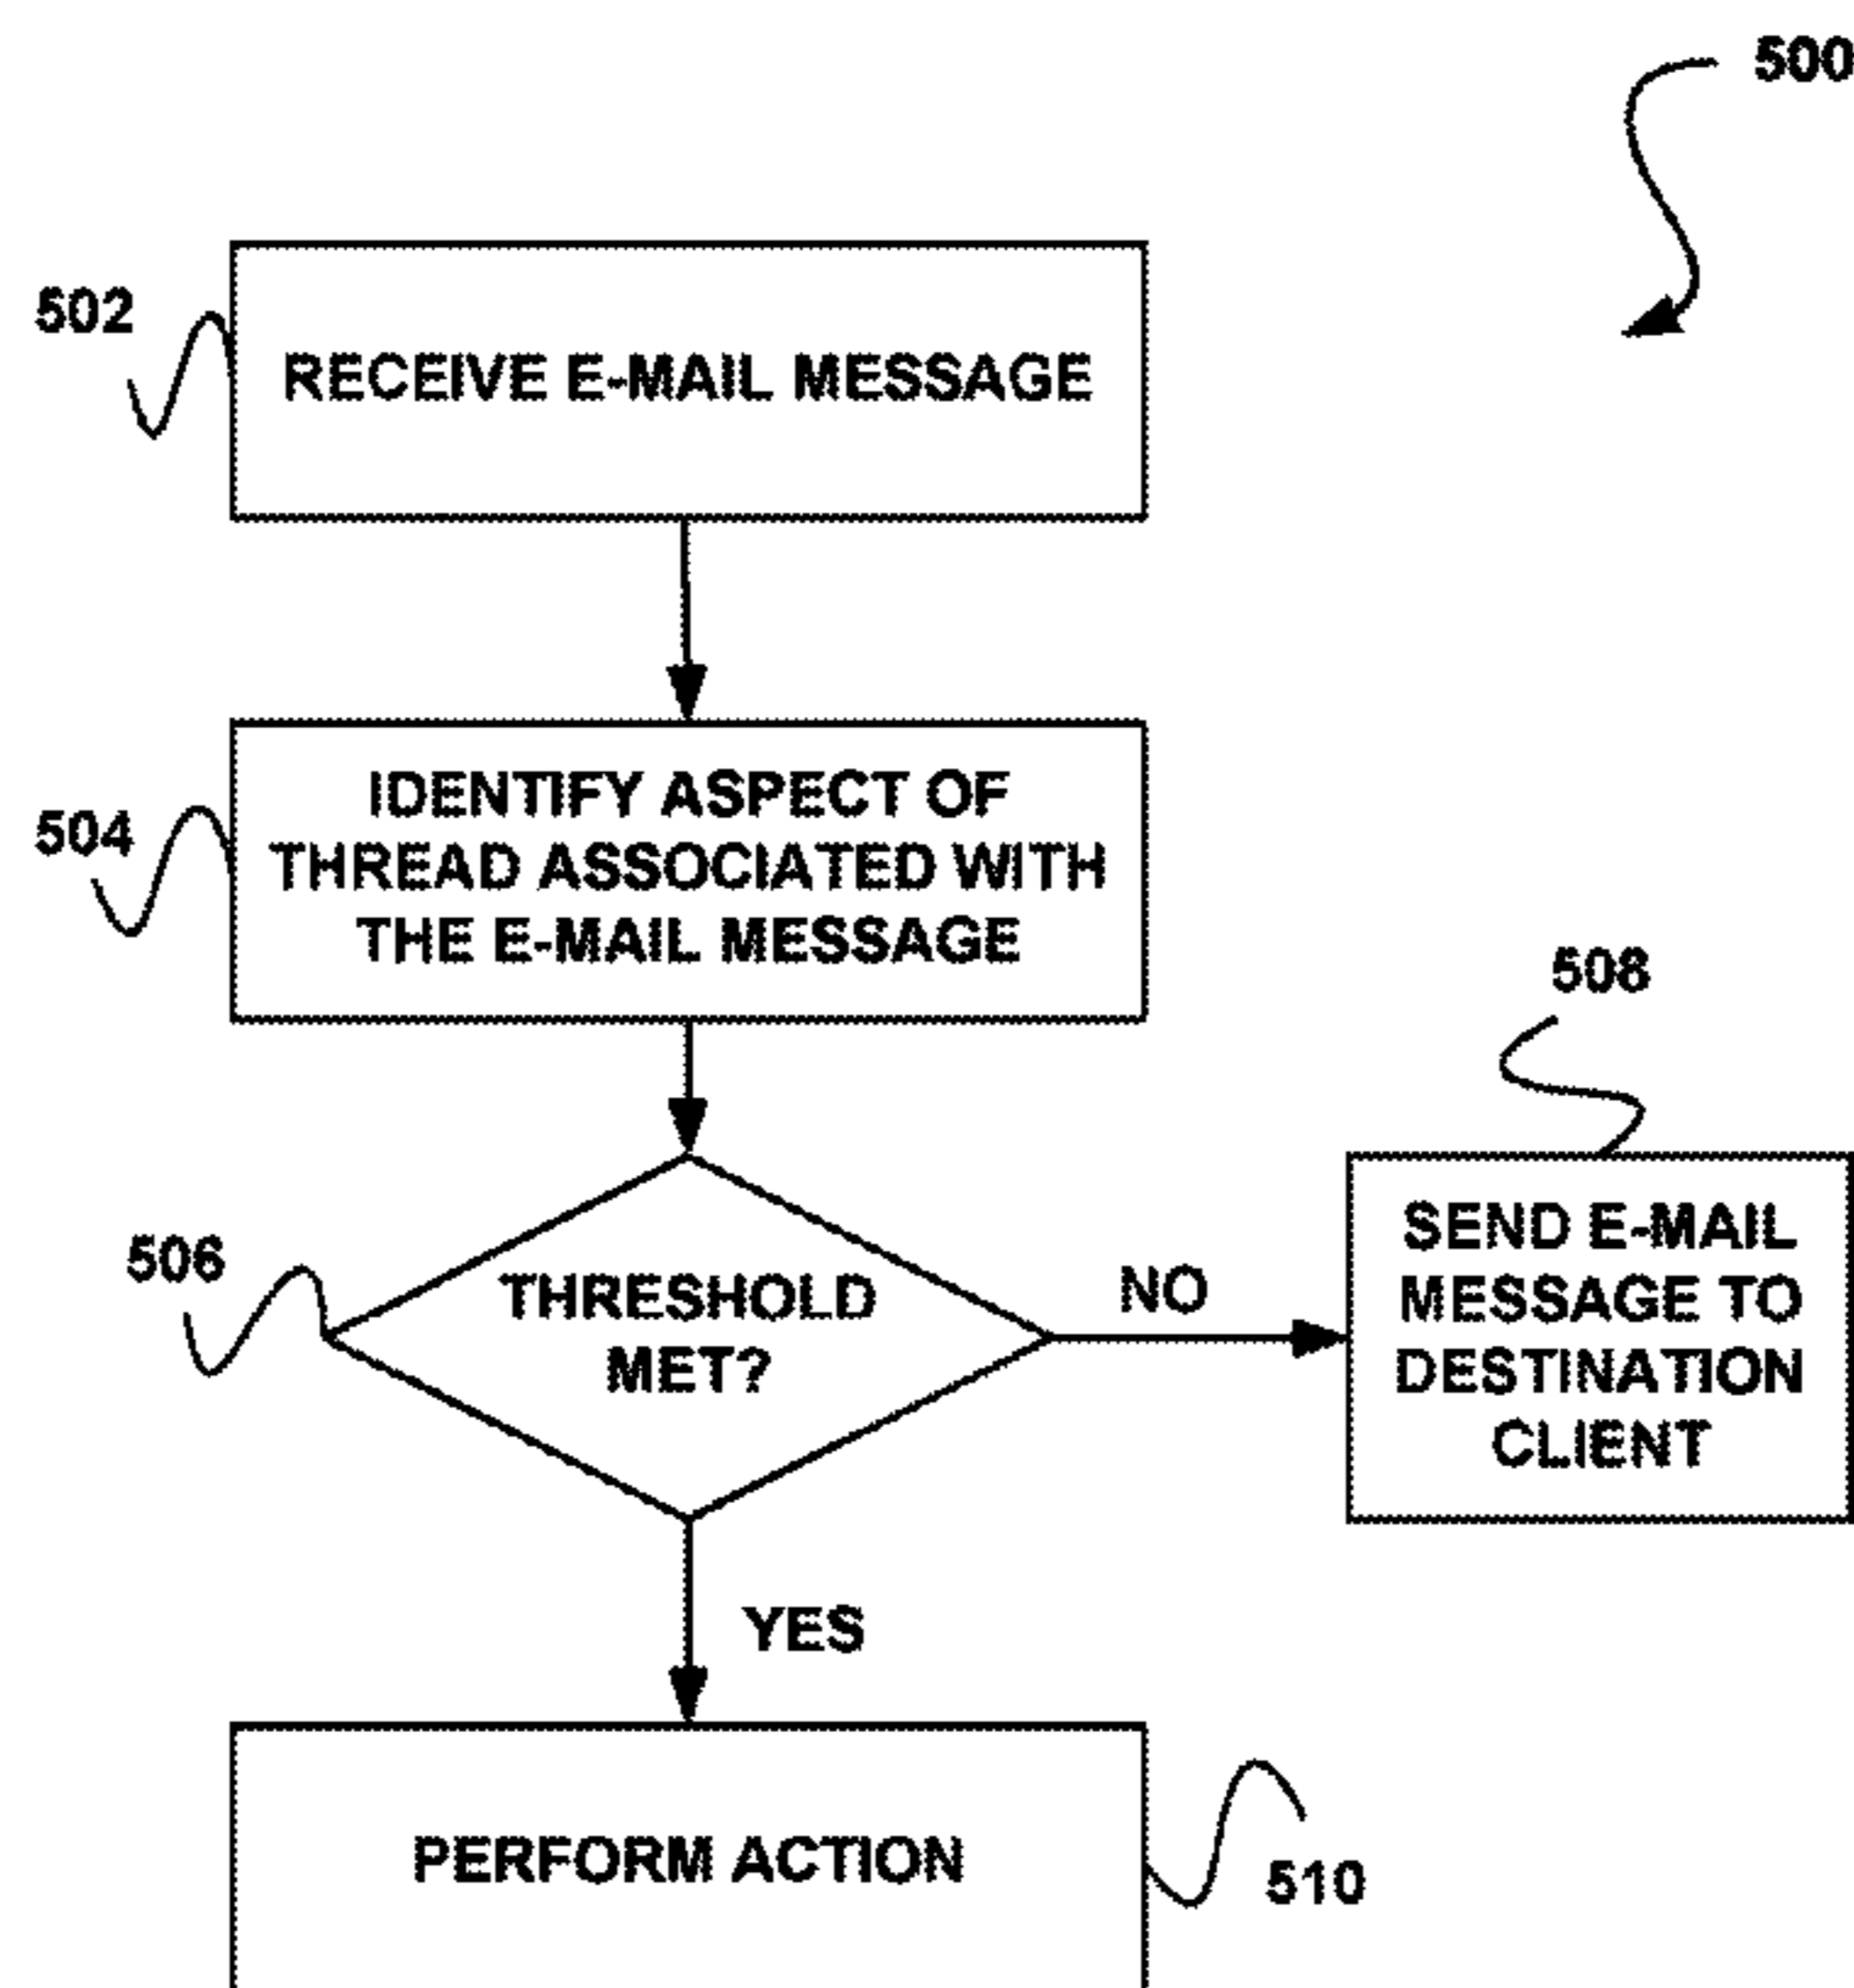 500
502
RECEIVE E-MAIL MESSAGE
504
IDENTIFY ASPECT OF
THREAD ASSOCIATED WITH
THE E-MAIL MESSAGE
508
506
THRESHOLD
MET?
NO
SEND E-MAIL
MESSAGE TO
DESTINATION
CLIENT
YES
PERFORM ACTION
510